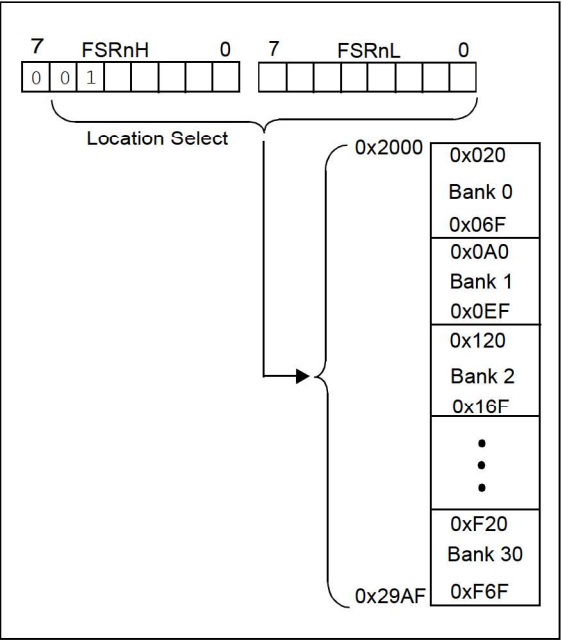 7 FSRnH 0 7 FSRnL 0
0 0 1
Location Select
0x2000
0x020
Bank 0
0x06F
0x0A0
Bank 1
0x0EF
0x120
Bank 2
0x16F
0xF20
Bank 30
0x29AF
0xF6F